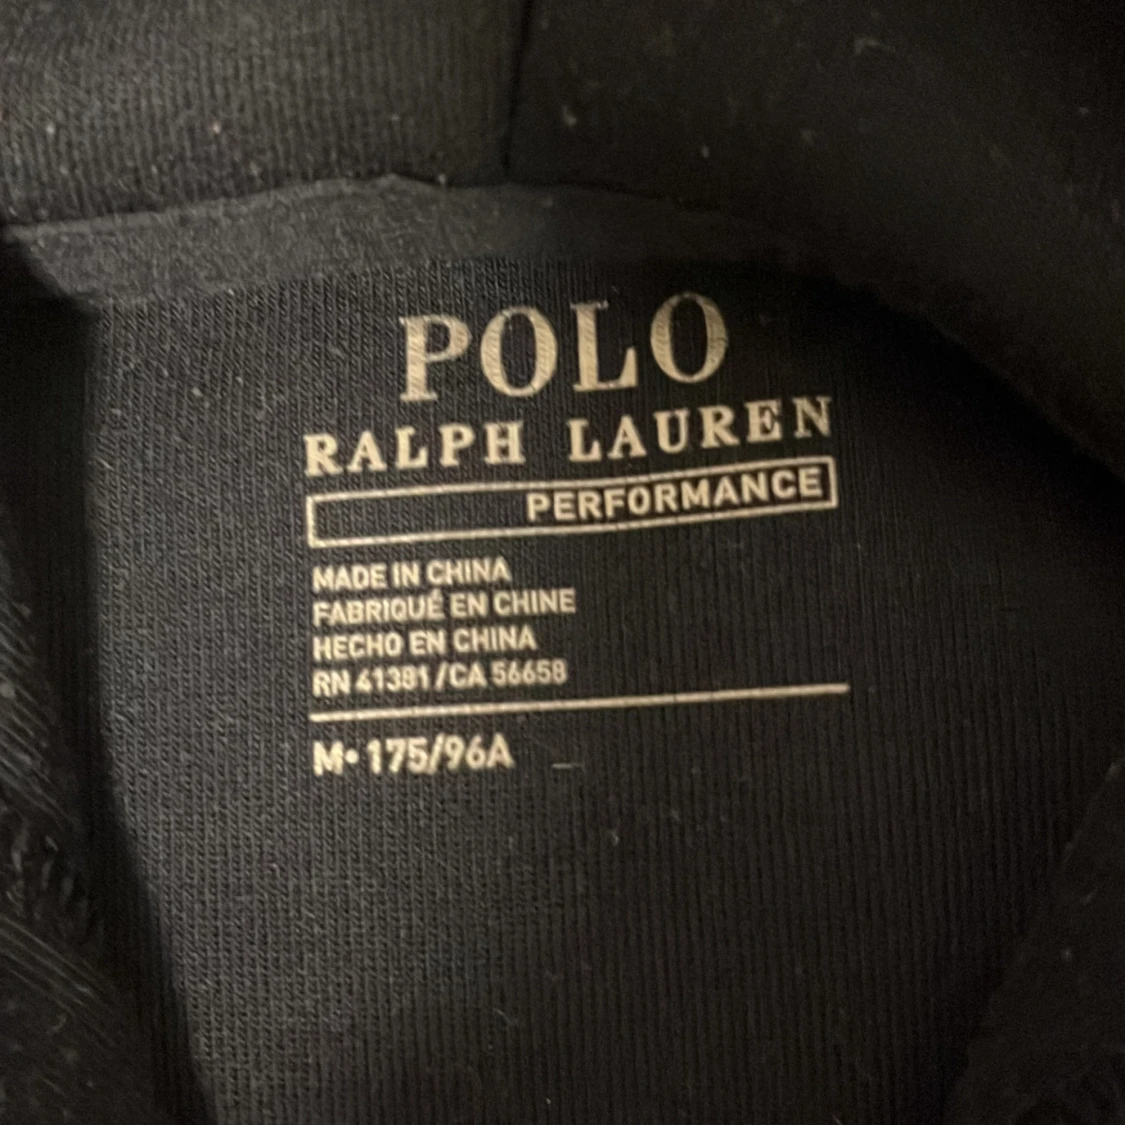 POLO
RALPH LAUREN
PERFORMANCE
MADE IN CHINA
FABRIQUÉ EN CHINE
HECHO EN CHINA
RN 41381/CA 56658
M• 175/96A